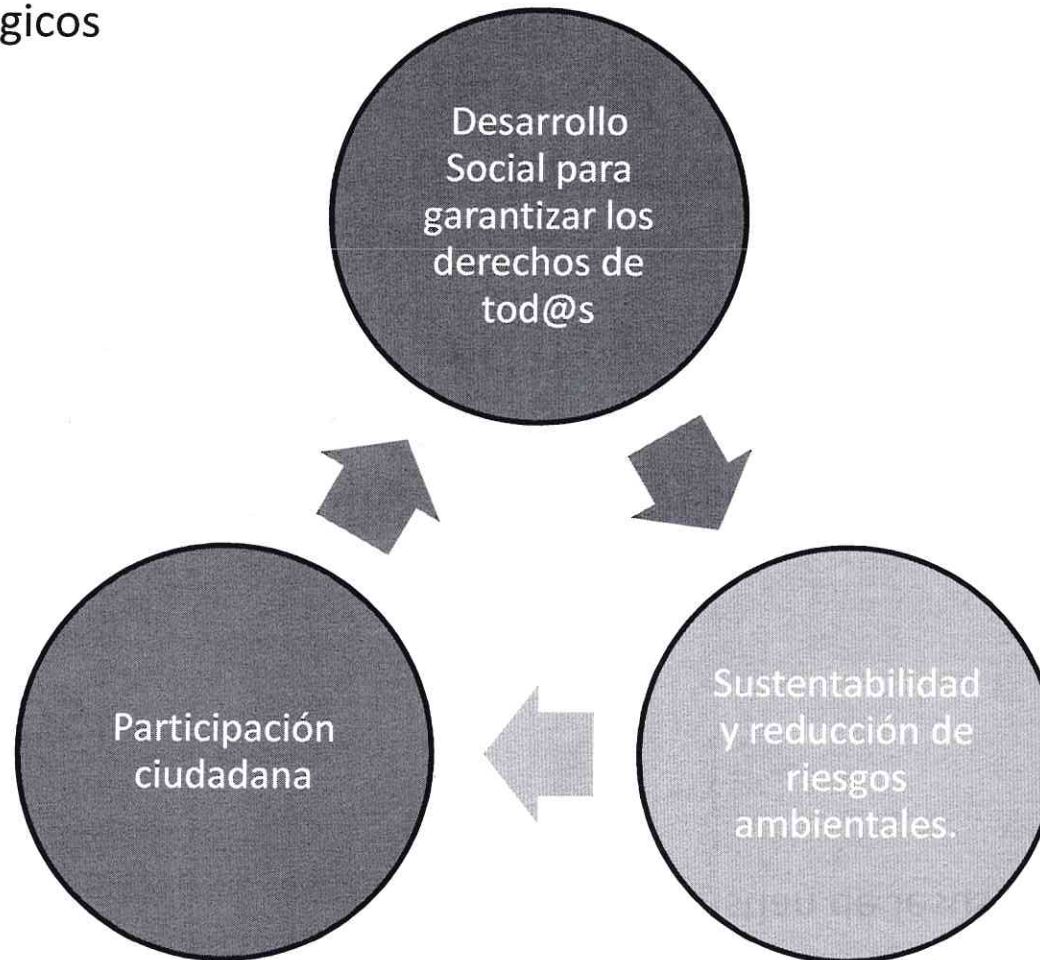 gicos
Desarrollo
Social para
garantizar los
derechos de
tod@s
Sustentabilidad
y reducción de
riesgos
ambientales.
Participación
ciudadana